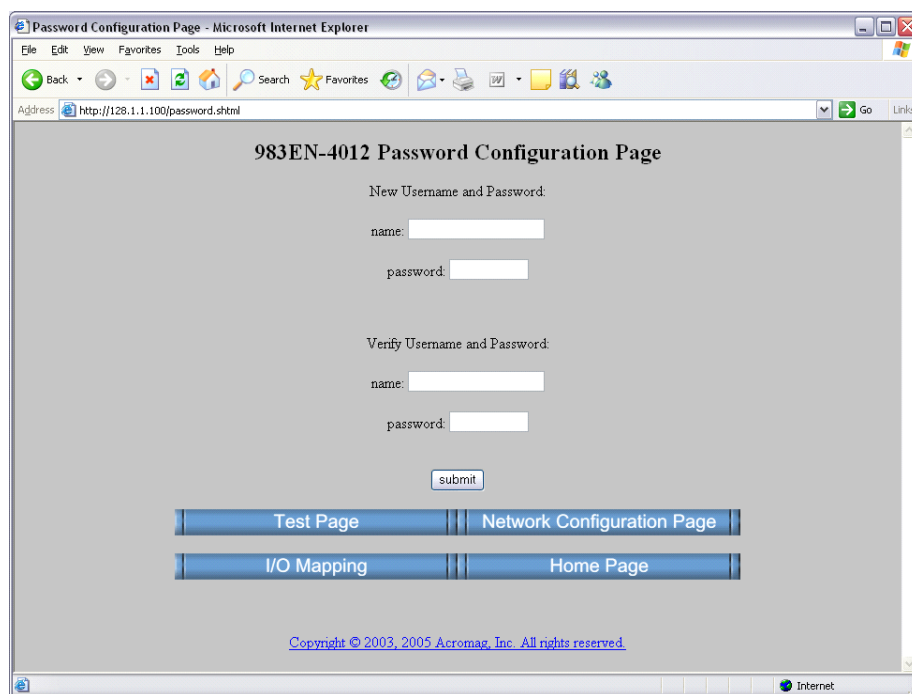 Password Configuration Page - Microsoft Internet Explorer
File Edit View Favorites Tools Help
Back Search Favorites W
Address http://128.1.1.100/password.shtml Go Links
983EN-4012 Password Configuration Page
New Username and Password:
name:
password:
Verify Username and Password:
name:
password:
submit
Test Page Network Configuration Page
I/O Mapping Home Page
Copyright © 2003, 2005 Acromag, Inc. All rights reserved.
Internet